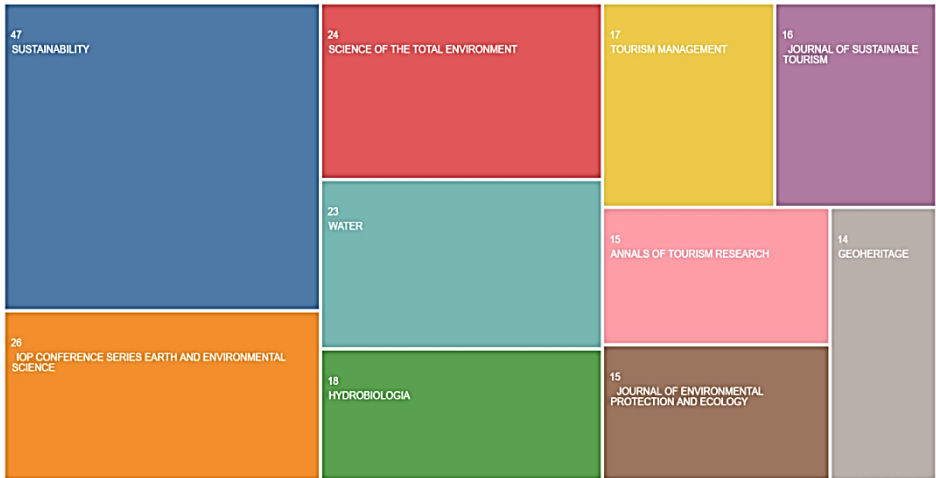 47
SUSTAINABILITY
24
SCIENCE OF THE TOTAL ENVIRONMENT
17
TOURISM MANAGEMENT
16
JOURNAL OF SUSTAINABLE
TOURISM
23
WATER
15
ANNALS OF TOURISM RESEARCH
14
GEOHERITAGE
26
IOP CONFERENCE SERIES EARTH AND ENVIRONMENTAL
SCIENCE
18
HYDROBIOLOGIA
15
JOURNAL OF ENVIRONMENTAL
PROTECTION AND ECOLOGY